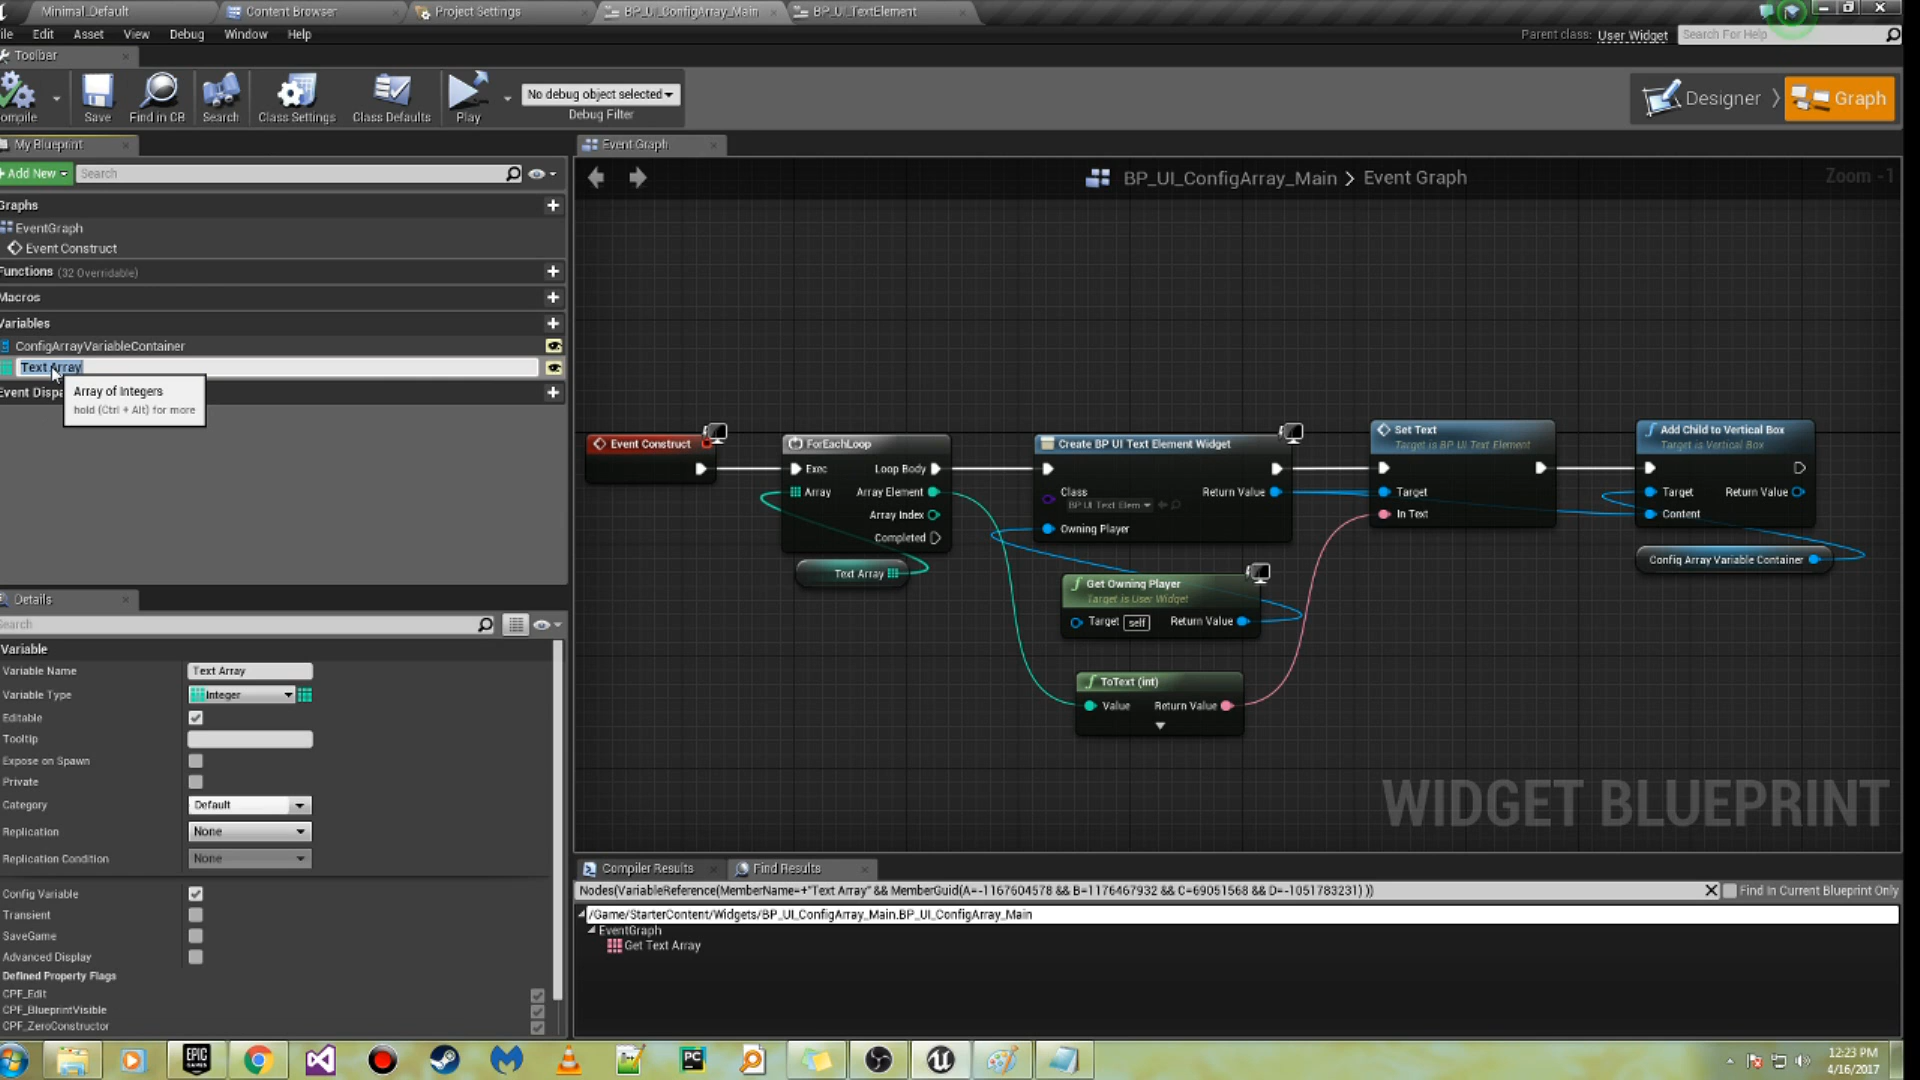 Minimal_Default
Content Browser
Project Settings
BP_UI_ConfigArray_Main
BP_UI_TextElement
ile Edit Asset View Debug Window Help
Parent class: User Widget
Search For Help
Toolbar
ompile
Save
Find in CB
Search
Class Settings
Class Defaults
Play
No debug object selected
Debug Filter
Designer
Graph
My Blueprint
+Add New
Search
Graphs
EventGraph
Event Construct
Functions (32 Overridable)
Macros
Variables
ConfigArrayVariableContainer
Text Array
Event Dispa
Array of Integers
hold (Ctrl + Alt) for more
Details
Search
Variable
Variable Name
Text Array
Variable Type
Integer
Editable
Tooltip
Expose on Spawn
Private
Category
Default
Replication
None
Replication Condition
None
Config Variable
Transient
SaveGame
Advanced Display
Defined Property Flags
CPF_Edit
CPF_BlueprintVisible
CPF_ZeroConstructor
Event Graph
BP_UI_ConfigArray_Main > Event Graph
Zoom -1
Event Construct
ForEachLoop
Exec
Loop Body
Array
Array Element
Array Index
Completed
Text Array
Create BP UI Text Element Widget
Class
BP UI Text Elem
Return Value
Owning Player
Get Owning Player
Target is User Widget
Target self
Return Value
ToText (int)
Value
Return Value
Set Text
Target is BP UI Text Element
Target
In Text
Add Child to Vertical Box
Target is Vertical Box
Target
Return Value
Content
Config Array Variable Container
WIDGET BLUEPRINT
Compiler Results
Find Results
Nodes(VariableReference(MemberName=+"Text Array" && MemberGuid(A=-1167604578 && B=1176467932 && C=69051568 && D=-1051783231) ))
Find In Current Blueprint Only
/Game/StarterContent/Widgets/BP_UI_ConfigArray_Main.BP_UI_ConfigArray_Main
EventGraph
Get Text Array
EPIC
GAMES
PC
12:23 PM
4/16/2017